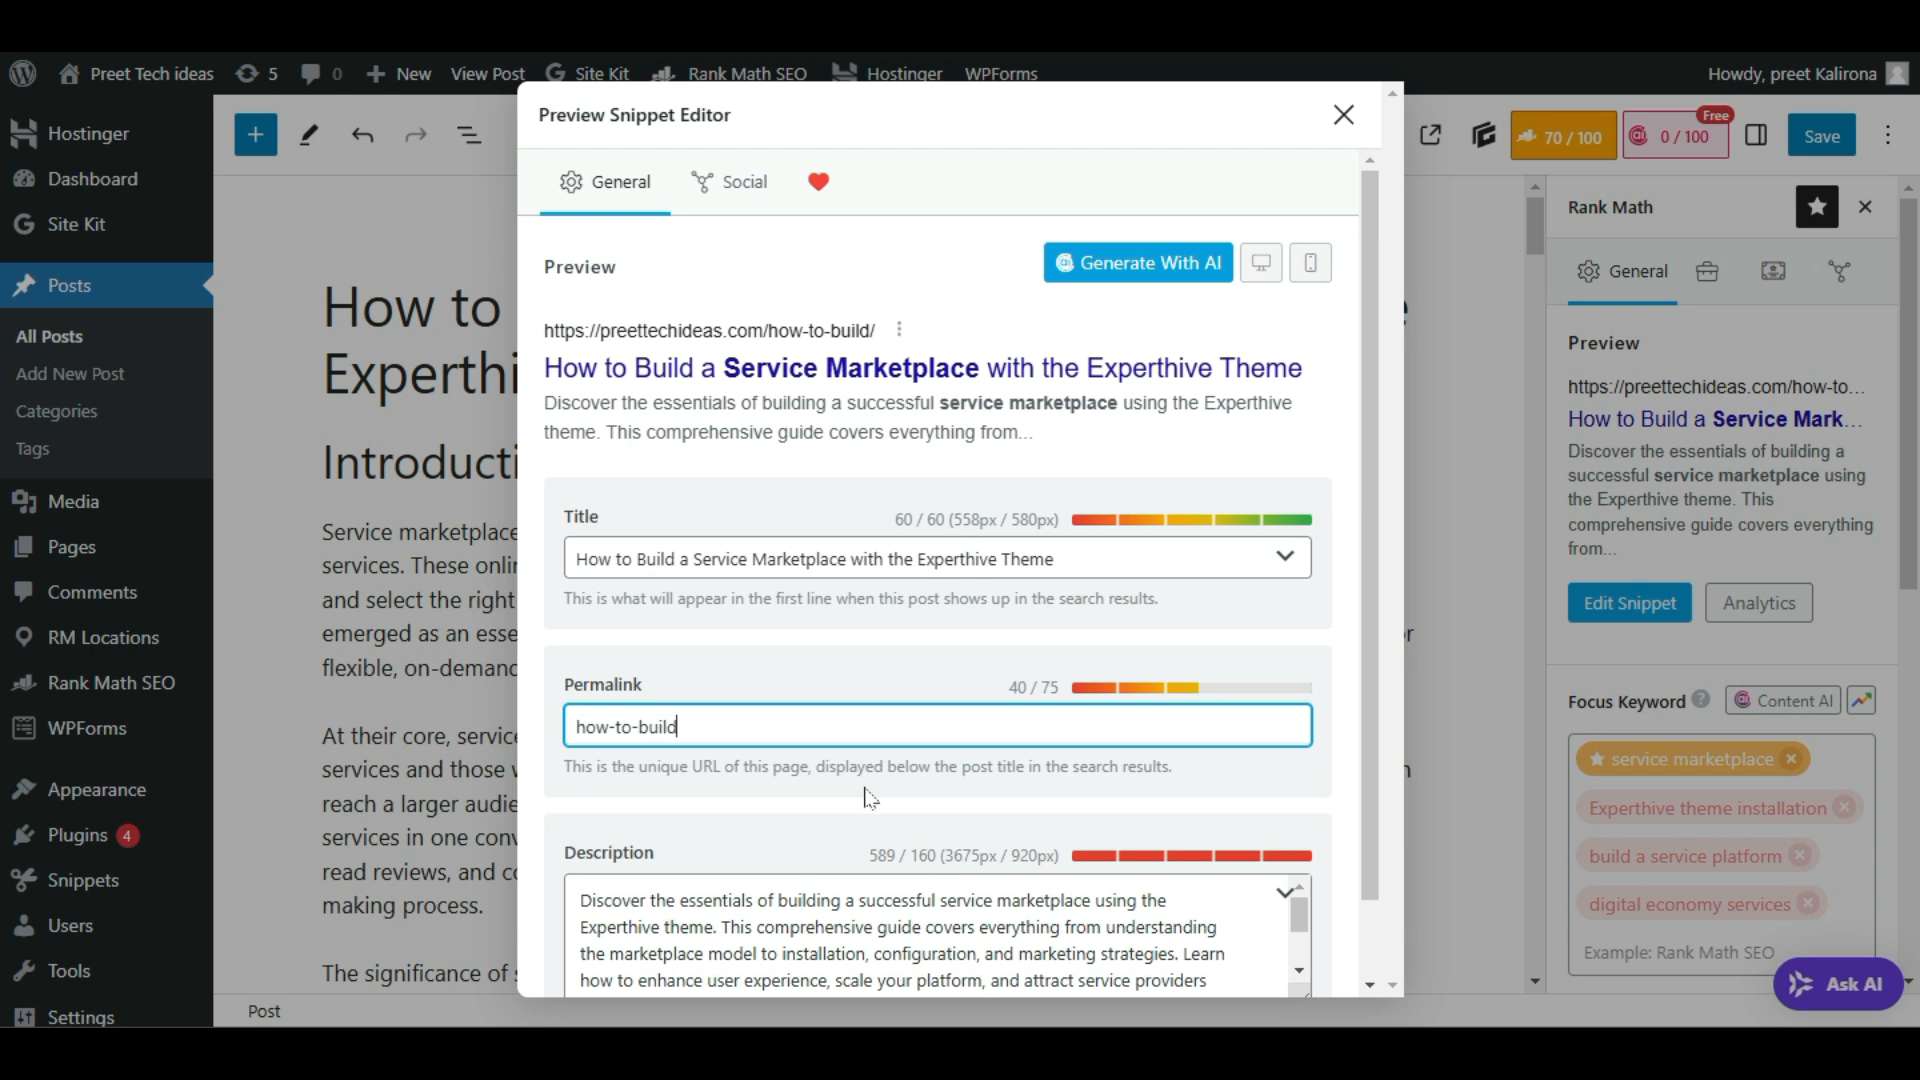 Preet Tech ideas
5
0
New
View Post
Site Kit
Rank Math SEO
Hostinger
WPForms
Howdy, preet Kalirona
Hostinger
Dashboard
Site Kit
Posts
All Posts
Add New Post
Categories
Tags
Media
Pages
Comments
RM Locations
Rank Math SEO
WPForms
Appearance
Plugins 4
Snippets
Users
Tools
Settings
How to
Experthi
Introducti
Service marketplace
services. These onlin
and select the right
emerged as an esse
flexible, on-demand
At their core, service
services and those
reach a larger audie
services in one conv
read reviews, and co
making process.
The significance of
Post
Preview Snippet Editor
General
Social
Preview
Generate With AI
https://preettechideas.com/how-to-build/
How to Build a Service Marketplace with the Experthive Theme
Discover the essentials of building a successful service marketplace using the Experthive
theme. This comprehensive guide covers everything from...
Title
60 / 60 (558px / 580px)
How to Build a Service Marketplace with the Experthive Theme
This is what will appear in the first line when this post shows up in the search results.
Permalink
40 / 75
how-to-build
This is the unique URL of this page, displayed below the post title in the search results.
Description
589 / 160 (3675px / 920px)
Discover the essentials of building a successful service marketplace using the
Experthive theme. This comprehensive guide covers everything from understanding
the marketplace model to installation, configuration, and marketing strategies. Learn
how to enhance user experience, scale your platform, and attract service providers
70 / 100
Free
0 / 100
Save
Rank Math
General
Preview
https://preettechideas.com/how-to...
How to Build a Service Mark...
Discover the essentials of building a
successful service marketplace using
the Experthive theme. This
comprehensive guide covers everything
from...
Edit Snippet
Analytics
Focus Keyword
Content AI
service marketplace
Experthive theme installation
build a service platform
digital economy services
Example: Rank Math SEO
Ask AI